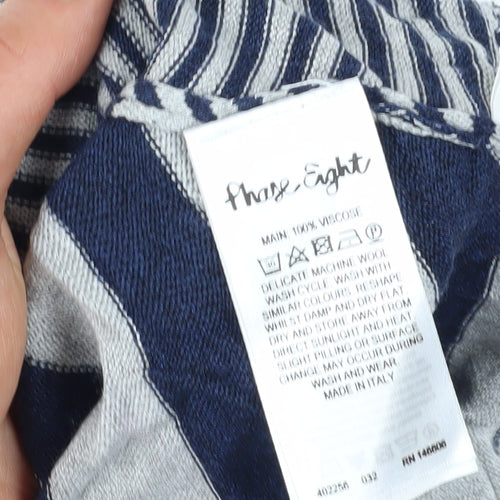 Phase Eight
MAIN: 100% VISCOSE
DELICATE MACHINE WOOL
WASH CYCLE. WASH WITH
SIMILAR COLOURS. RESHAPE
WHILST DAMP AND DRY FLAT
DRY AND STORE AWAY FROM
DIRECT SUNLIGHT AND HEAT
SLIGHT PILLING OR SURFACE
CHANGE MAY OCCUR DURING
WASH AND WEAR
MADE IN ITALY
402256 032 RN 146606